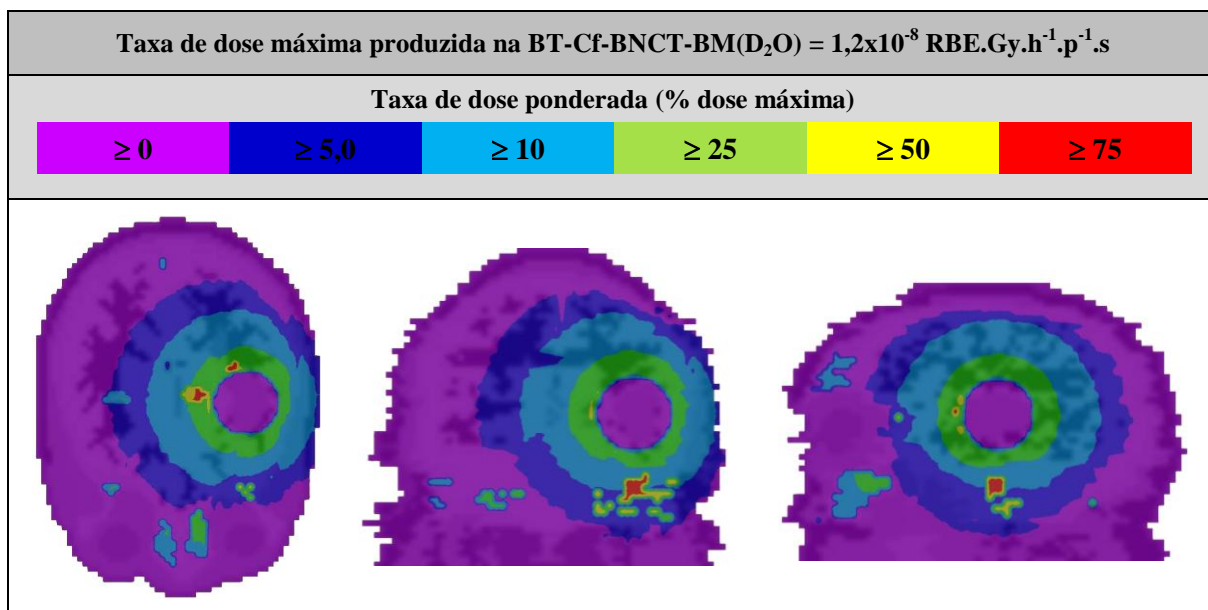 Taxa de dose máxima produzida na BT-Cf-BNCT-BM(D₂O) = 1,2x10⁻⁸ RBE.Gy.h⁻¹.p⁻¹.s
Taxa de dose ponderada (% dose máxima)
≥ 0 ≥ 5,0 ≥ 10 ≥ 25 ≥ 50 ≥ 75